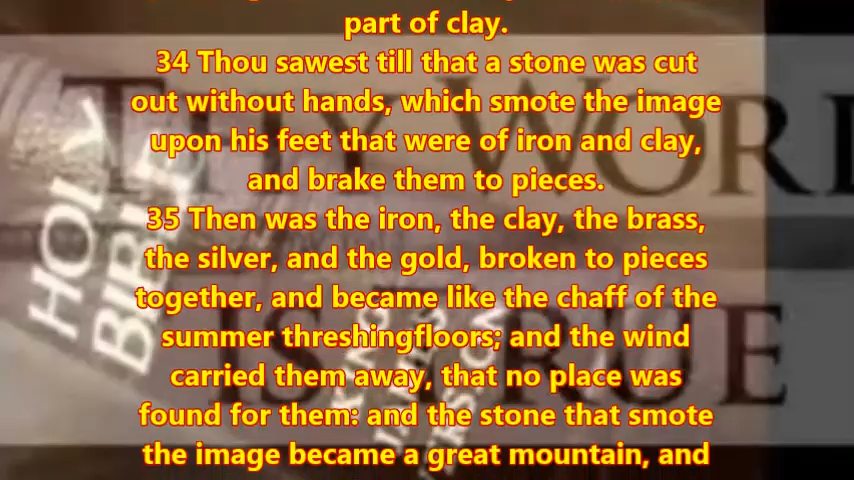 part of clay.
34 Thou sawest till that a stone was cut
out without hands, which smote the image
upon his feet that were of iron and clay,
and brake them to pieces.
35 Then was the iron, the clay, the brass,
the silver, and the gold, broken to pieces
together, and became like the chaff of the
summer threshingfloors; and the wind
carried them away, that no place was
found for them: and the stone that smote
the image became a great mountain, and
THY WORD
IS TRUE
HOLY
BIBLE
KING
JAMES
VERSION